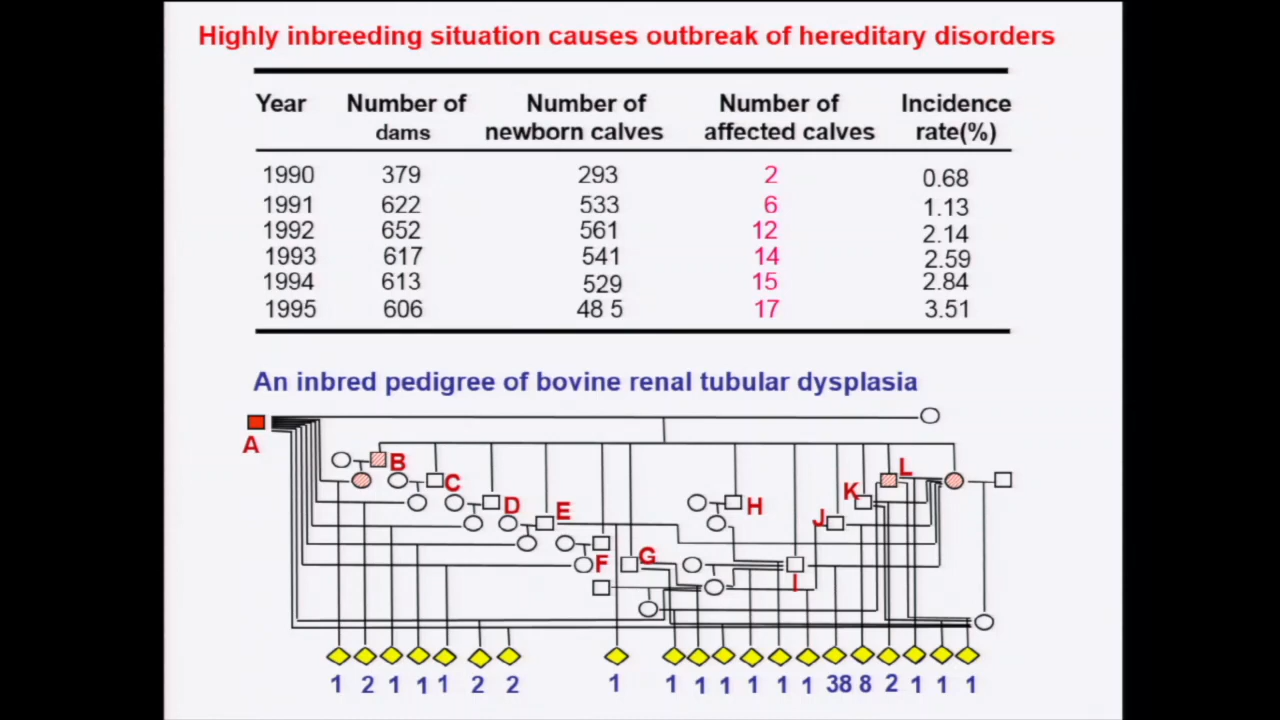 Highly inbreeding situation causes outbreak of hereditary disorders
Year Number of dams Number of newborn calves Number of affected calves Incidence rate(%)
1990 379 293 2 0.68
1991 622 533 6 1.13
1992 652 561 12 2.14
1993 617 541 14 2.59
1994 613 529 15 2.84
1995 606 48 5 17 3.51
An inbred pedigree of bovine renal tubular dysplasia
A
B
C
D
E
F
G
H
I
J
K
L
1 2 1 1 1 2 2 1 1 1 1 1 1 1 38 8 2 1 1 1